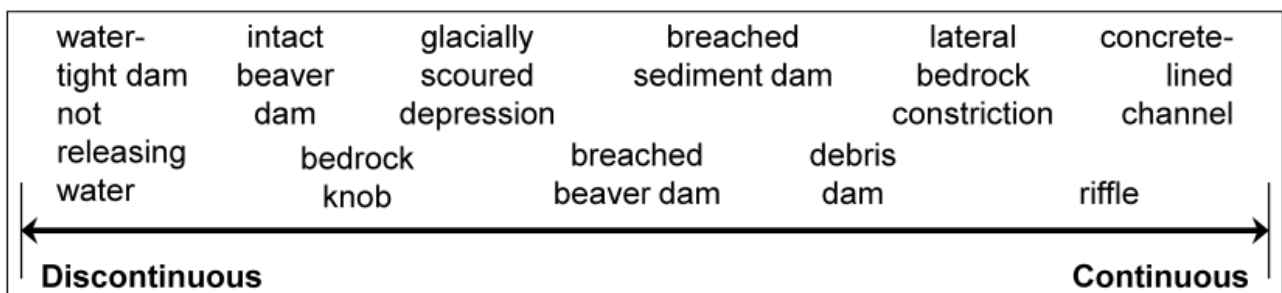 water-
tight dam
not
releasing
water
intact
beaver
dam
bedrock
knob
glacially
scoured
depression
breached
beaver dam
breached
sediment dam
debris
dam
lateral
bedrock
constriction
riffle
concrete-
lined
channel
Discontinuous
Continuous